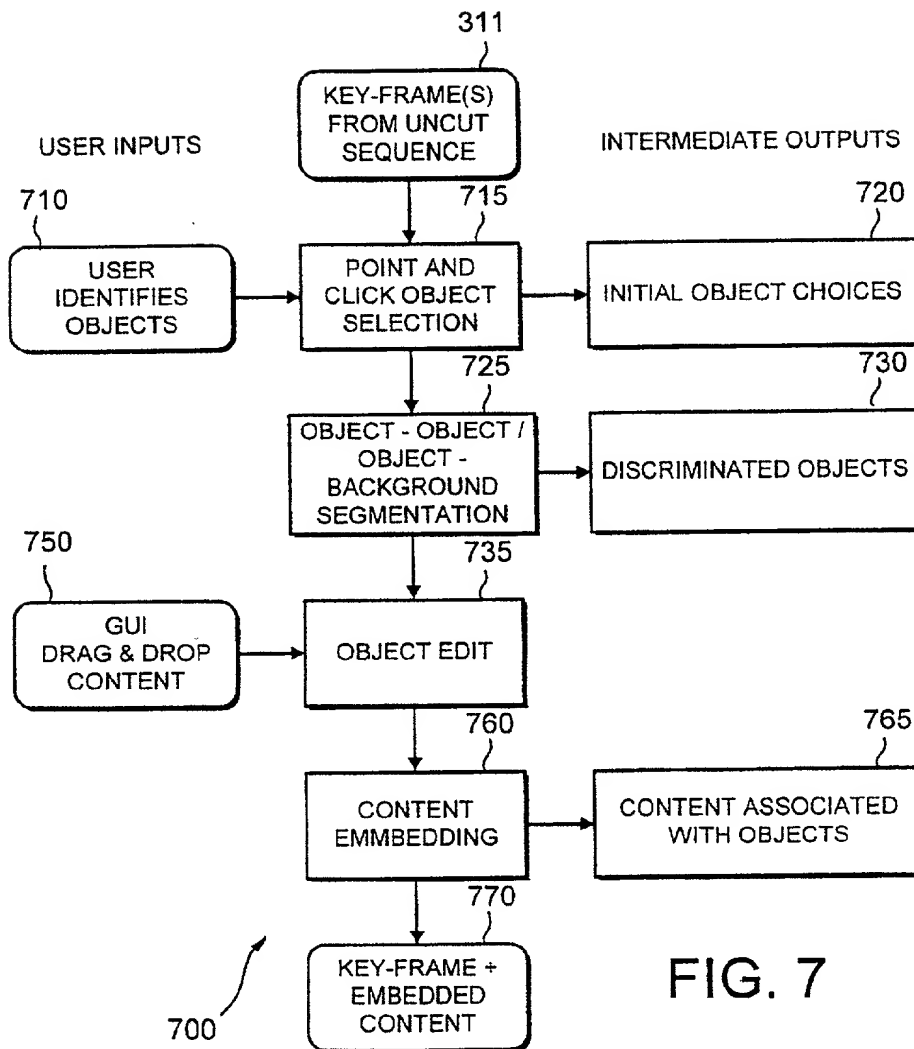 311
KEY-FRAME(S)
FROM UNCUT
SEQUENCE
USER INPUTS
INTERMEDIATE OUTPUTS
710
USER
IDENTIFIES
OBJECTS
715
POINT AND
CLICK OBJECT
SELECTION
720
INITIAL OBJECT CHOICES
725
OBJECT - OBJECT /
OBJECT -
BACKGROUND
SEGMENTATION
730
DISCRIMINATED OBJECTS
750
GUI
DRAG & DROP
CONTENT
735
OBJECT EDIT
760
CONTENT
EMMBEDDING
765
CONTENT ASSOCIATED
WITH OBJECTS
770
KEY-FRAME +
EMBEDDED
CONTENT
700
FIG. 7